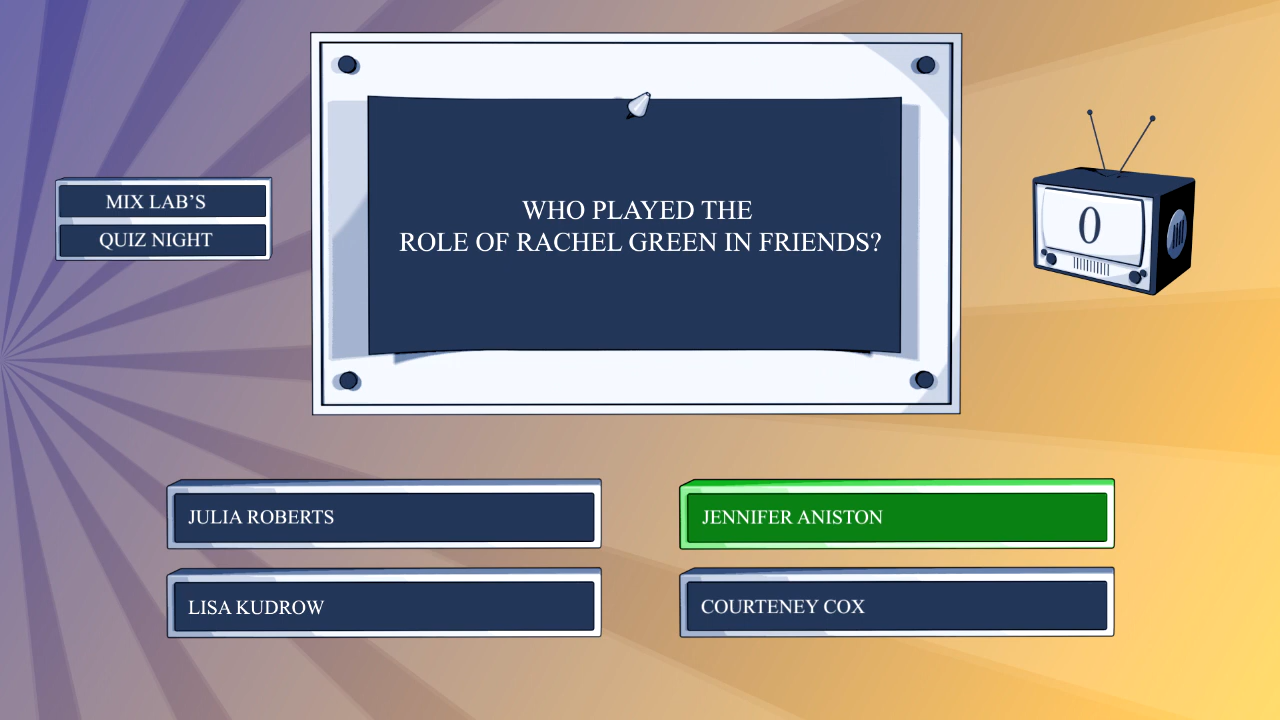 MIX LAB'S
QUIZ NIGHT
WHO PLAYED THE
ROLE OF RACHEL GREEN IN FRIENDS?
0
JULIA ROBERTS
JENNIFER ANISTON
LISA KUDROW
COURTENEY COX